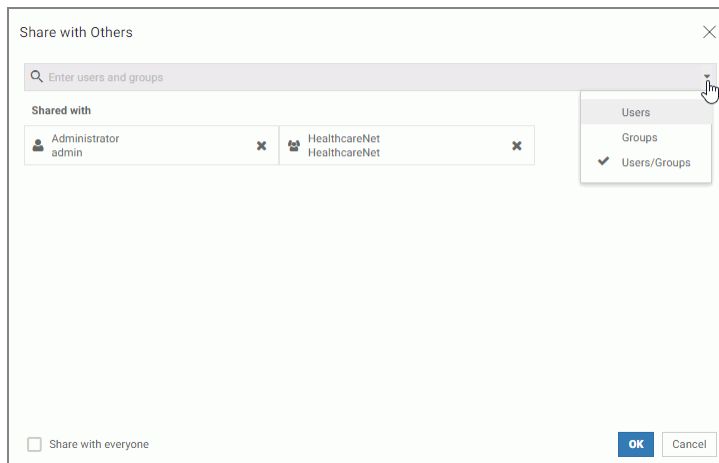 Share with Others
Enter users and groups
Shared with
Users
Groups
Users/Groups
Administrator
admin
HealthcareNet
HealthcareNet
Share with everyone
OK
Cancel